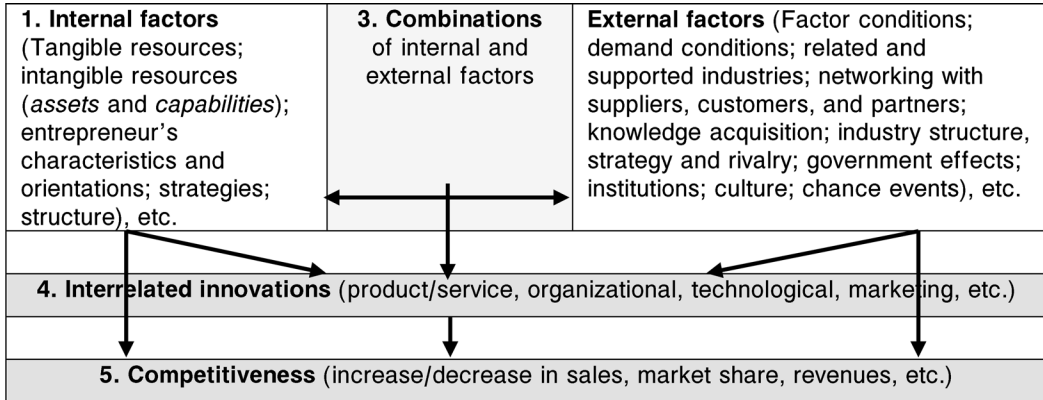 1. Internal factors
(Tangible resources;
intangible resources
(assets and capabilities);
entrepreneur's
characteristics and
orientations; strategies;
structure), etc.
3. Combinations
of internal and
external factors
External factors (Factor conditions;
demand conditions; related and
supported industries; networking with
suppliers, customers, and partners;
knowledge acquisition; industry structure,
strategy and rivalry; government effects;
institutions; culture; chance events), etc.
4. Interrelated innovations (product/service, organizational, technological, marketing, etc.)
5. Competitiveness (increase/decrease in sales, market share, revenues, etc.)